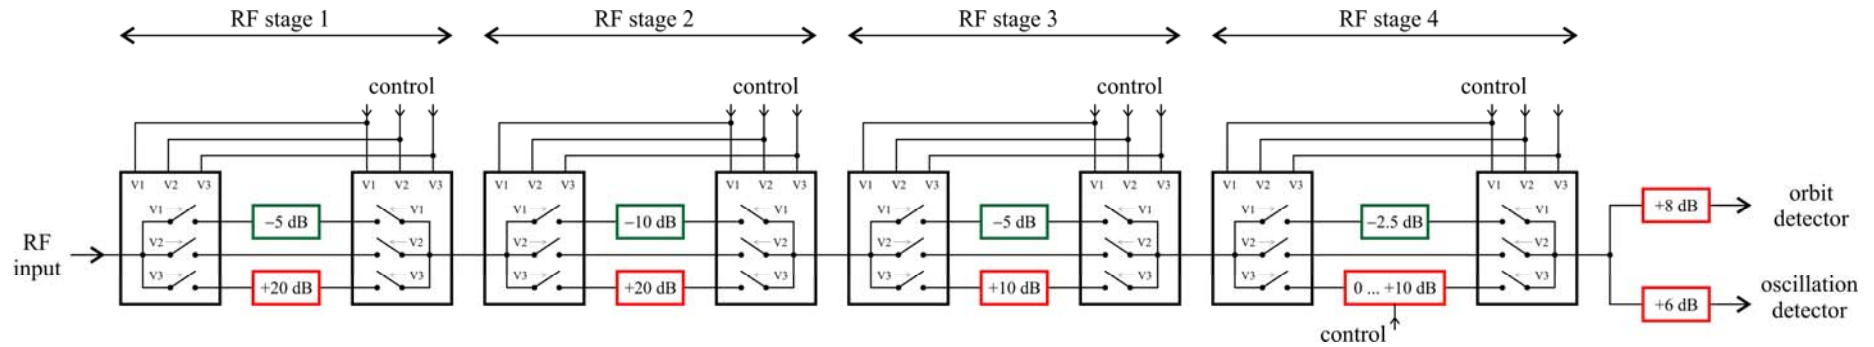 RF stage 1
RF stage 2
RF stage 3
RF stage 4
control
control
control
control
V1 V2 V3
V1 V2 V3
V1 V2 V3
V1 V2 V3
V1 V2 V3
V1 V2 V3
V1 V2 V3
V1 V2 V3
RF
input
V1
−5 dB
V1
V2
V2
V3
+20 dB
V3
V1
−10 dB
V1
V2
V2
V3
+20 dB
V3
V1
−5 dB
V1
V2
V2
V3
+10 dB
V3
V1
−2.5 dB
V1
V2
V2
V3
0 ... +10 dB
V3
control
+8 dB
orbit
detector
+6 dB
oscillation
detector